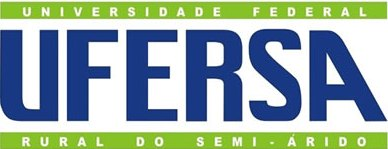 UNIVERSIDADE FEDERAL
UFERSA
RURAL DO SEMI-ÁRIDO